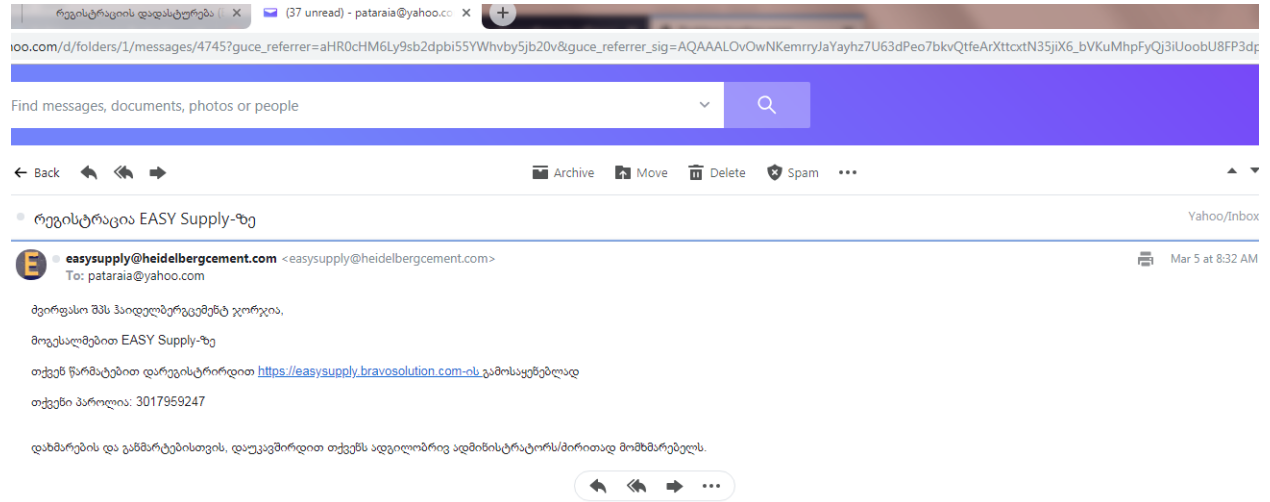 რეგისტრაციის დადასტურება (
(37 unread) - pataraia@yahoo.co
oo.com/d/folders/1/messages/4745?guce_referrer=aHR0cHM6Ly9sb2dpbi55YWhvby5jb20v&guce_referrer_sig=
Find messages, documents, photos or people
Back Archive Move Delete Spam
რეგისტრაცია EASY Supply-ზე Yahoo/Inbox
E easysupply@heidelbergcement.com <easysupply@heidelbergcement.com> Mar 5 at 8:32 AM
To: pataraia@yahoo.com
ძვირფასო შპს ჰაიდელბერგცემენტ ჯორჯია,
მოგესალმებით EASY Supply-ზე
თქვენ წარმატებით დარეგისტრირდით https://easysupply.bravosolution.com-ის გამოსაყენებლად
თქვენი პაროლია: 3017959247
დახმარების და განმარტებისთვის, დაუკავშირდით თქვენს ადგილობრივ ადმინისტრატორს/ძირითად მომხმარებელს.